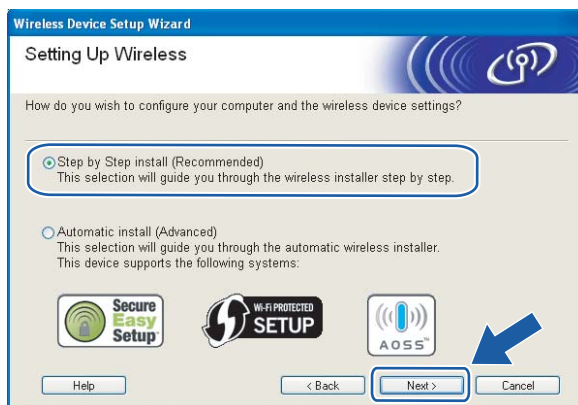 Wireless Device Setup Wizard
Setting Up Wireless
How do you wish to configure your computer and the wireless device settings?
Step by Step install (Recommended)
This selection will guide you through the wireless installer step by step.
Automatic install (Advanced)
This selection will guide you through the automatic wireless installer.
This device supports the following systems:
Secure
Easy
Setup
Wi-Fi PROTECTED
SETUP
AOSS™
Help
< Back
Next >
Cancel